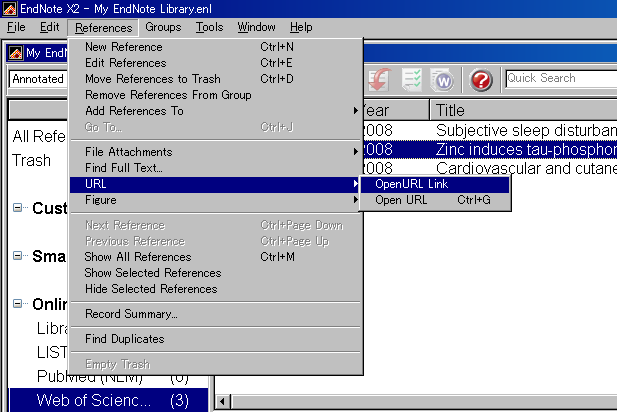 EndNote X2 - My EndNote Library.enl
File Edit References Groups Tools Window Help
My EndN
Annotated
Quick Search
New Reference Ctrl+N
Edit References Ctrl+E
Move References to Trash Ctrl+D
Remove References From Group
Add References To
Go To... Ctrl+J
File Attachments
Find Full Text...
URL
Figure
Next Reference Ctrl+Page Down
Previous Reference Ctrl+Page Up
Show All References Ctrl+M
Show Selected References
Hide Selected References
Record Summary...
Find Duplicates
Empty Trash
OpenURL Link
Open URL Ctrl+G
Year Title
2008 Subjective sleep disturban
2008 Zinc induces tau-phosphor
2008 Cardiovascular and cutane
All Refe
Trash
Cust
Sma
Onlin
Libra
LIST
PubMed (NLM) (0)
Web of Scienc... (3)